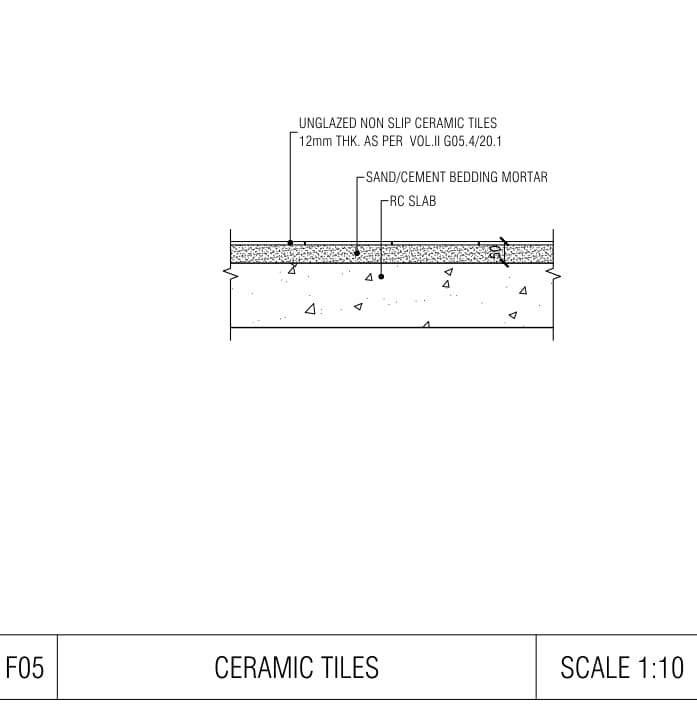 UNGLAZED NON SLIP CERAMIC TILES
12mm THK. AS PER VOL.II G05.4/20.1
SAND/CEMENT BEDDING MORTAR
RC SLAB
50
F05
CERAMIC TILES
SCALE 1:10